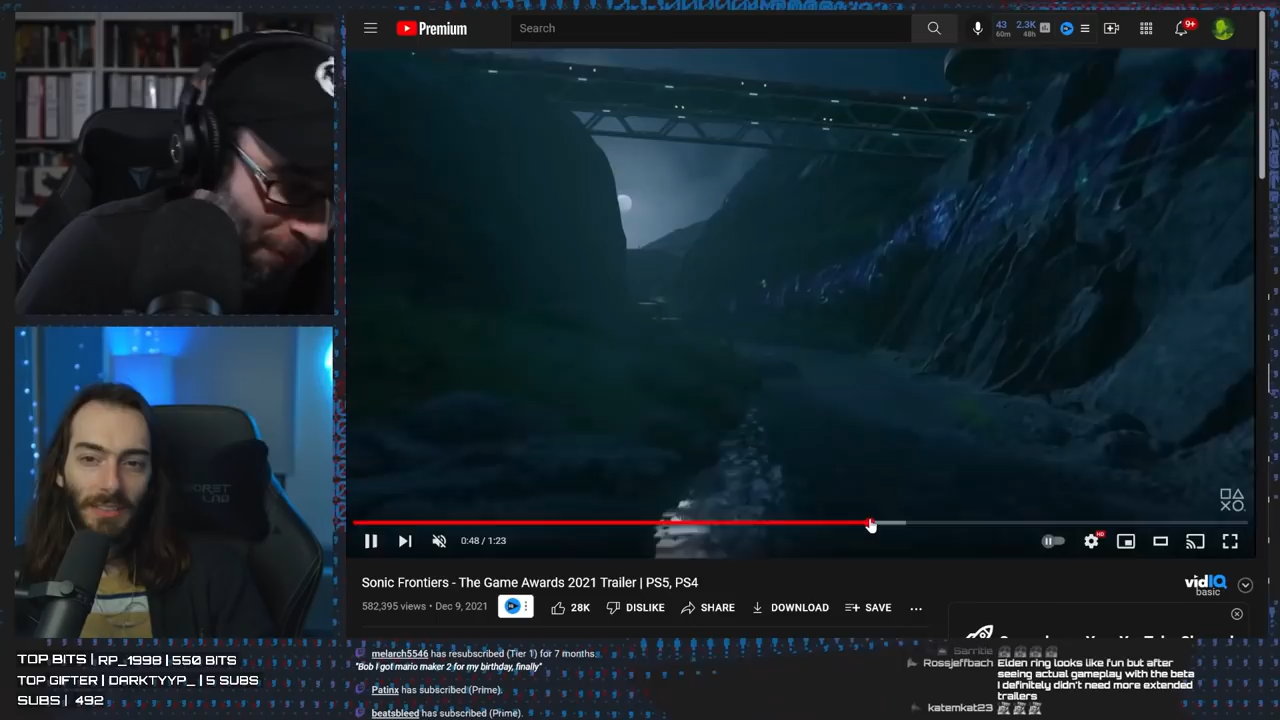 Premium
Search
43
60m
2.3K
48h
9+
0:48 / 1:23
HD
Sonic Frontiers - The Game Awards 2021 Trailer | PS5, PS4
582,395 views • Dec 9, 2021
28K
DISLIKE
SHARE
DOWNLOAD
SAVE
vidIQ
basic
TOP BITS | RP_1998 | 550 BITS
TOP GIFTER | DARKTYYP_ | 5 SUBS
SUBS | 492
melarch5546 has resubscribed (Tier 1) for 7 months.
"Bob I got mario maker 2 for my birthday, finally"
Patinx has subscribed (Prime).
beatsbleed has subscribed (Prime).
Sarritie
Rossjeffbach Elden ring looks like fun but after
seeing actual gameplay with the beta
I definitely didn't need more extended
trailers
katemkat23